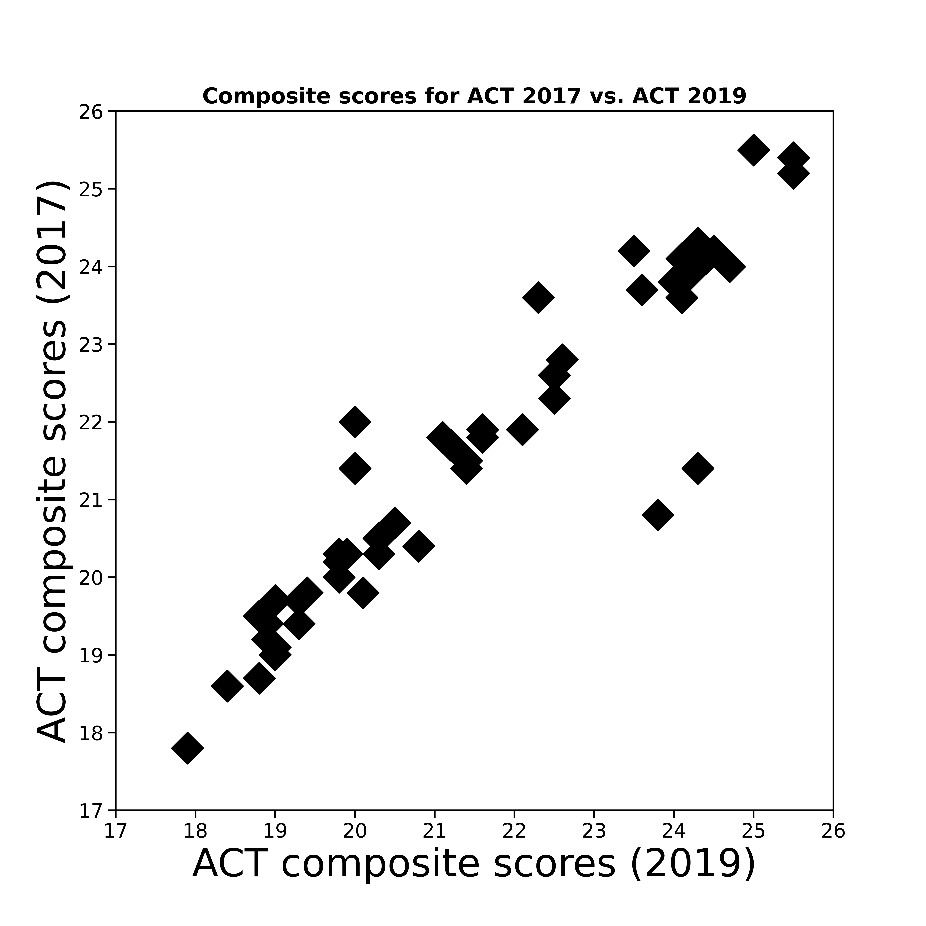 Composite scores for ACT 2017 vs. ACT 2019
ACT composite scores (2017)
26
25
24
23
22
21
20
19
18
17
17 18 19 20 21 22 23 24 25 26
ACT composite scores (2019)